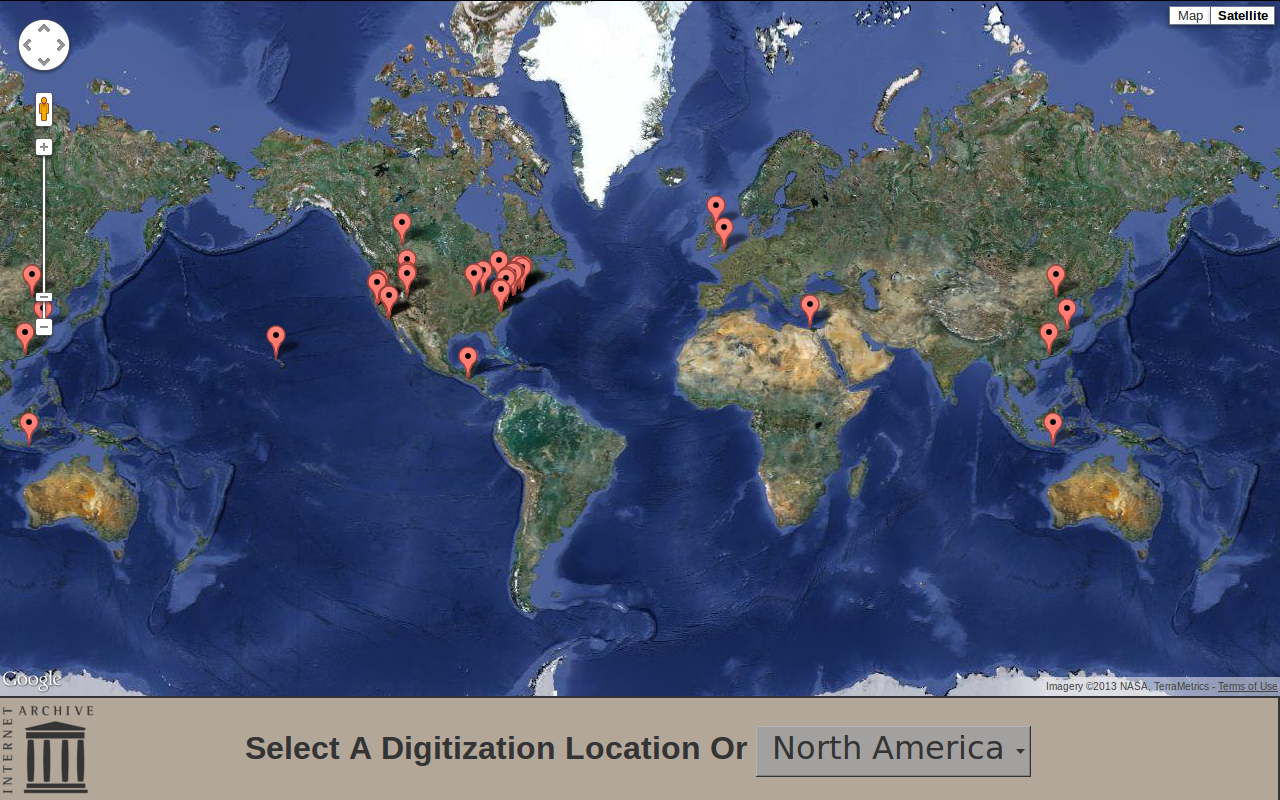 Map Satellite
Google
Imagery ©2013 NASA, TerraMetrics - Terms of Use
INTERNET
ARCHIVE
Select A Digitization Location Or North America